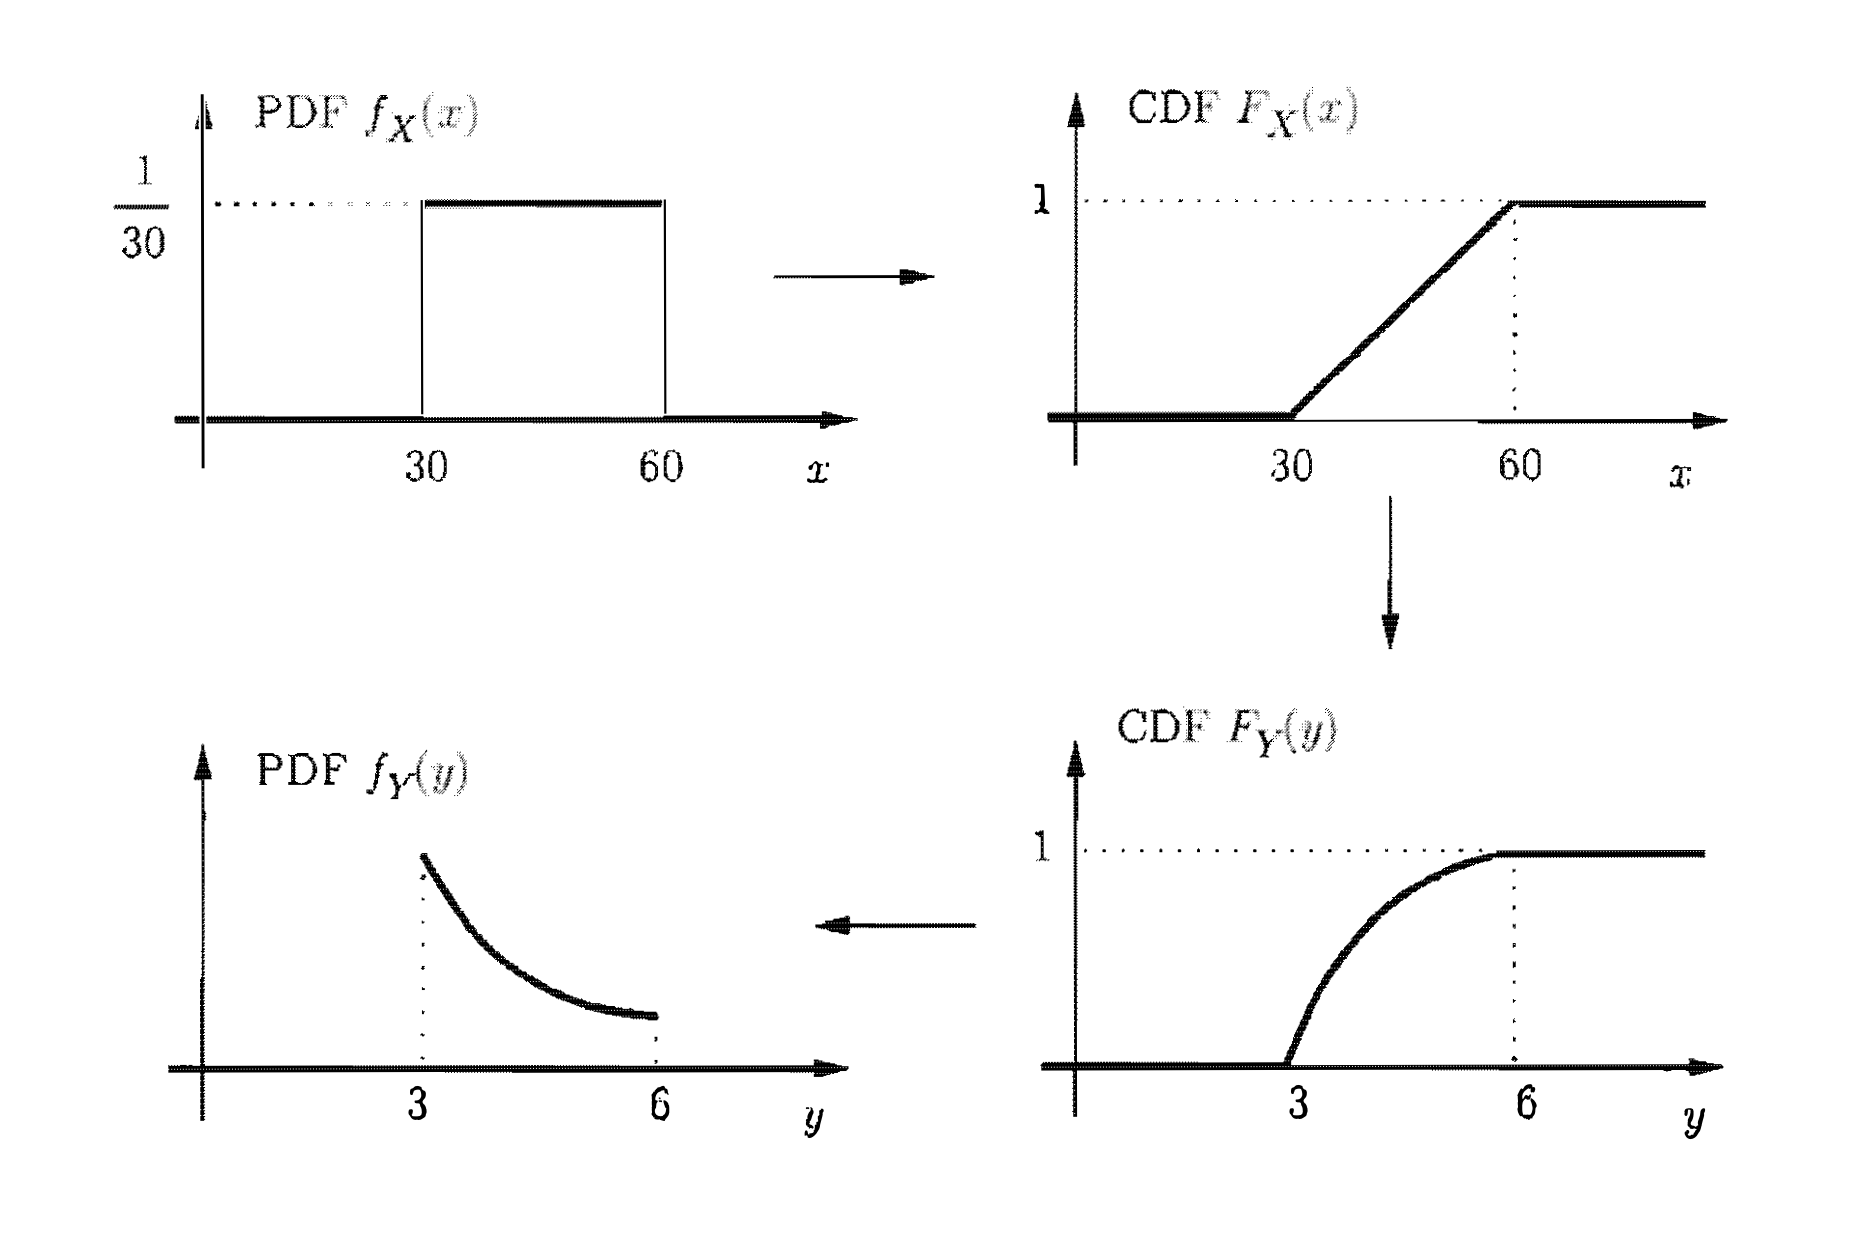 PDF f_X(x)
1
30
30 60 x
CDF F_X(x)
1
30 60 x
CDF F_Y(y)
1
3 6 y
PDF f_Y(y)
3 6 y